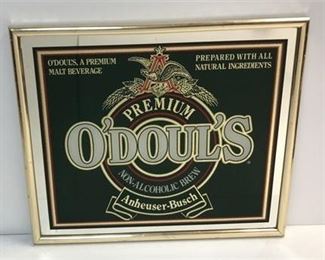 O'DOUL'S, A PREMIUM
MALT BEVERAGE
PREPARED WITH ALL
NATURAL INGREDIENTS
PREMIUM
O'DOUL'S
NON-ALCOHOLIC BREW
Anheuser-Busch